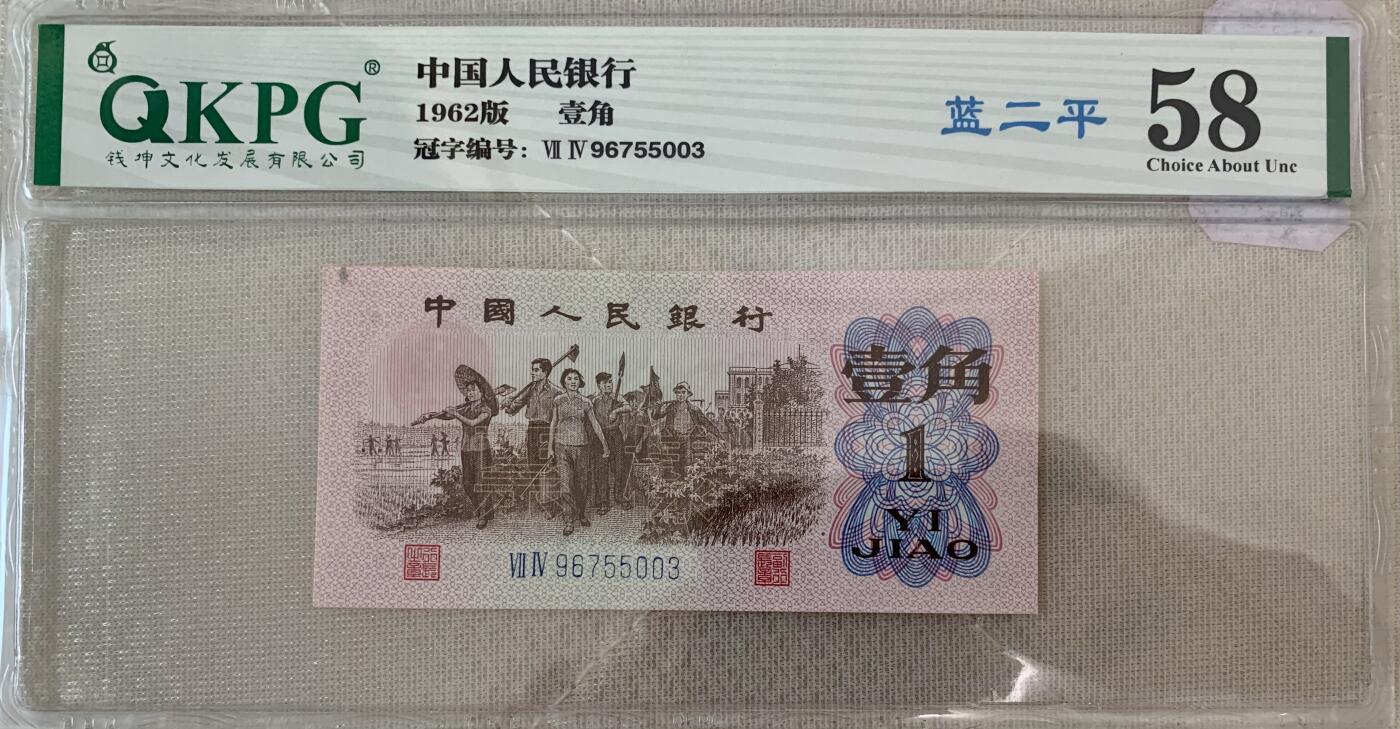 QKPG®
钱坤文化发展有限公司
中国人民银行
1962版 壹角
冠字编号: Ⅶ Ⅳ 96755003
蓝二平
58
Choice About Unc
中國人民銀行
壹角
1
YI
JIAO
Ⅶ Ⅳ 96755003